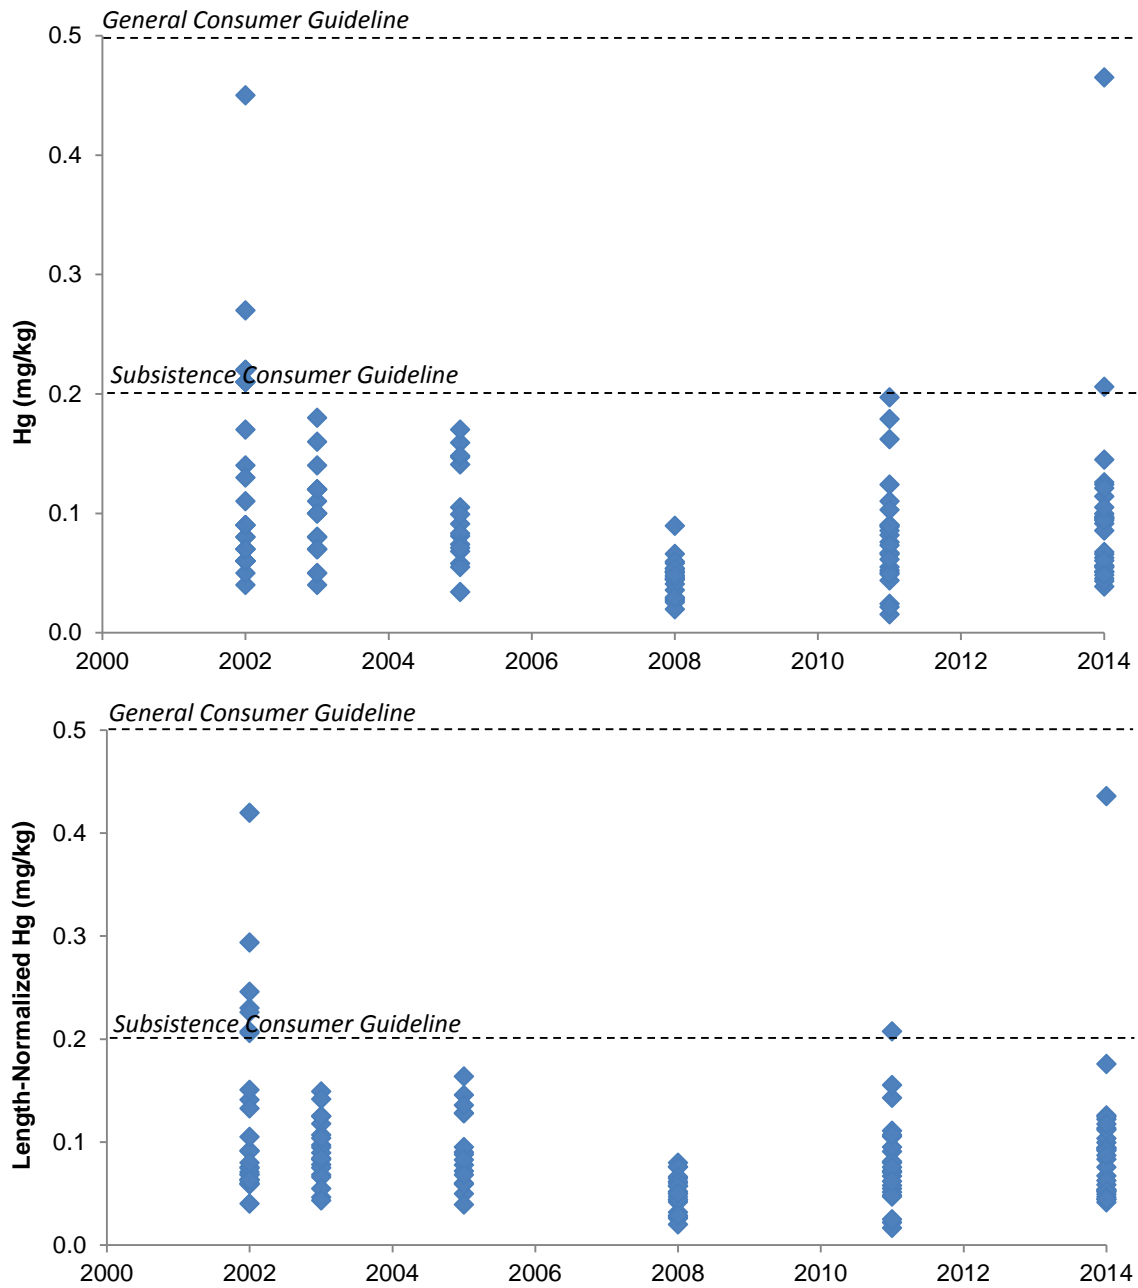 General Consumer Guideline
0.5
0.4
0.3
Subsistence Consumer Guideline
0.2
0.1
0.0
Hg (mg/kg)
2000 2002 2004 2006 2008 2010 2012 2014
General Consumer Guideline
0.5
0.4
0.3
Subsistence Consumer Guideline
0.2
0.1
0.0
Length-Normalized Hg (mg/kg)
2000 2002 2004 2006 2008 2010 2012 2014